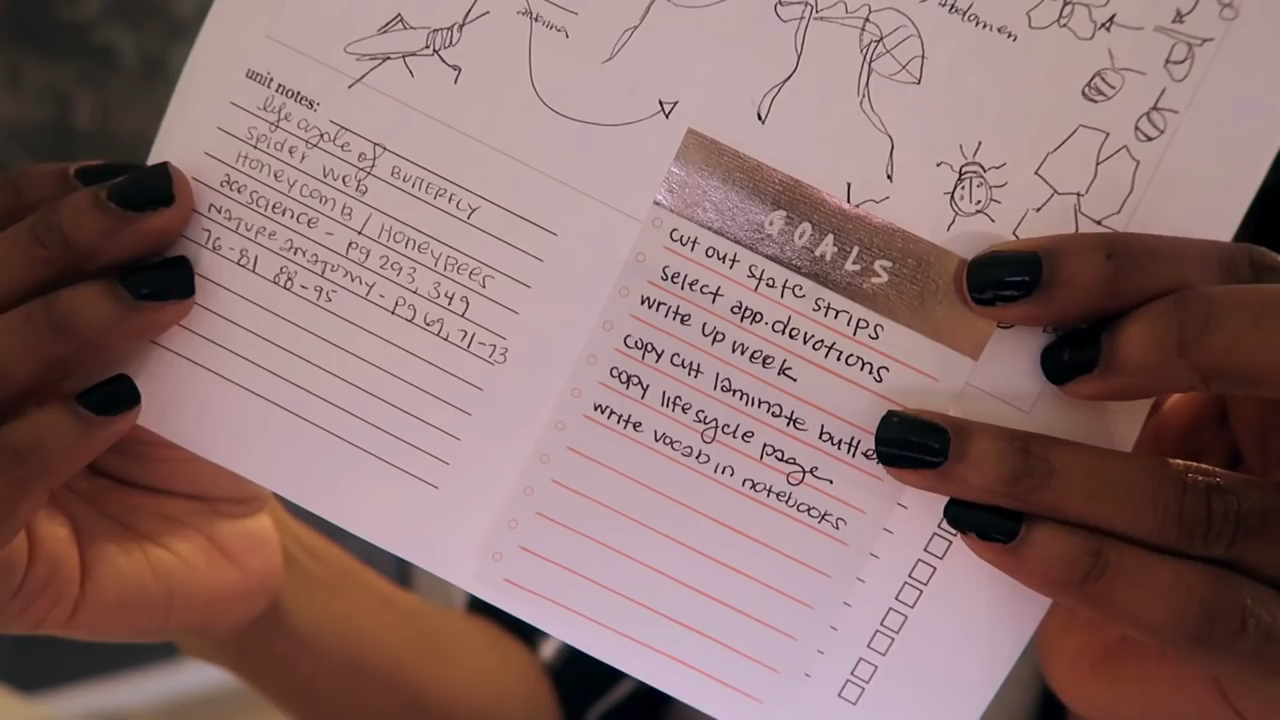 antenna
abdomen
unit notes:
life cycle of BUTTERFLY
spider web
Honeycomb / HoneyBees
ace science - pg 293, 349
NATURE ANATOMY - pg 69, 71-73
76-81 88-95
GOALS
cut out state strips
select app. devotions
write up week
copy cut laminate butter
copy life sycle page
write vocab in notebooks